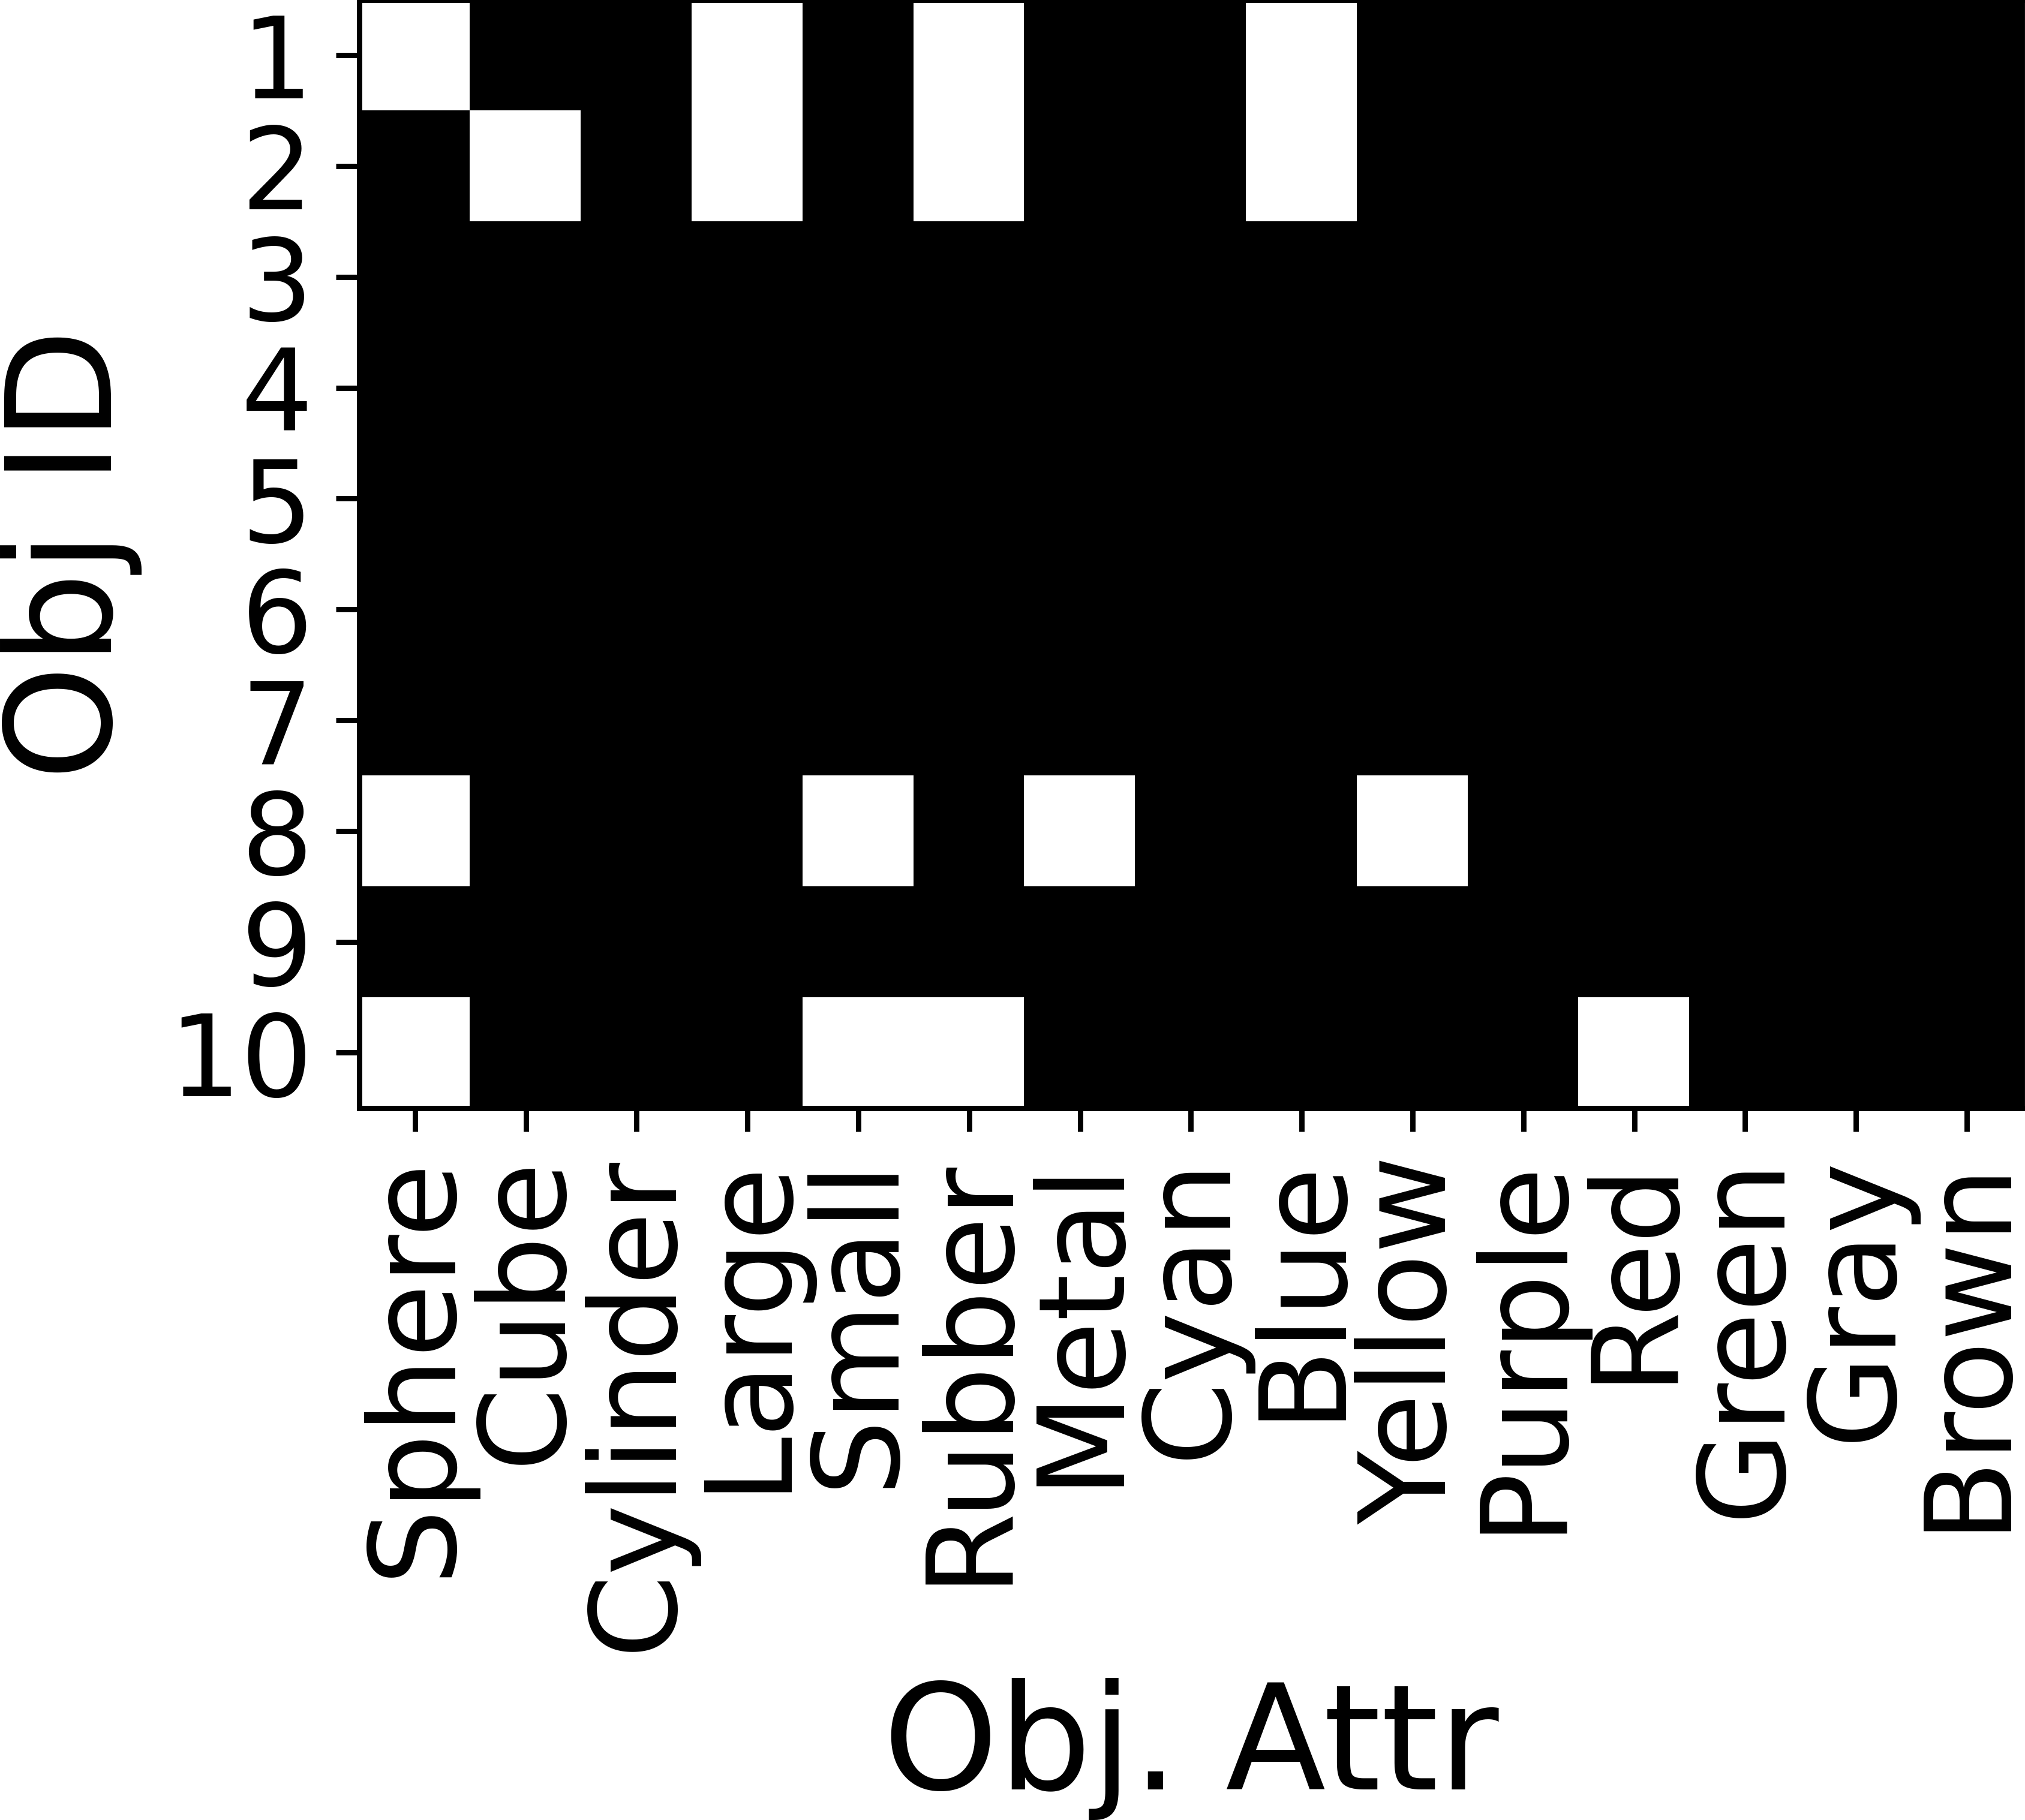 Obj ID
1
2
3
4
5
6
7
8
9
10
Sphere
Cube
Cylinder
Large
Small
Rubber
Metal
Cyan
Blue
Yellow
Purple
Red
Green
Gray
Brown
Obj. Attr